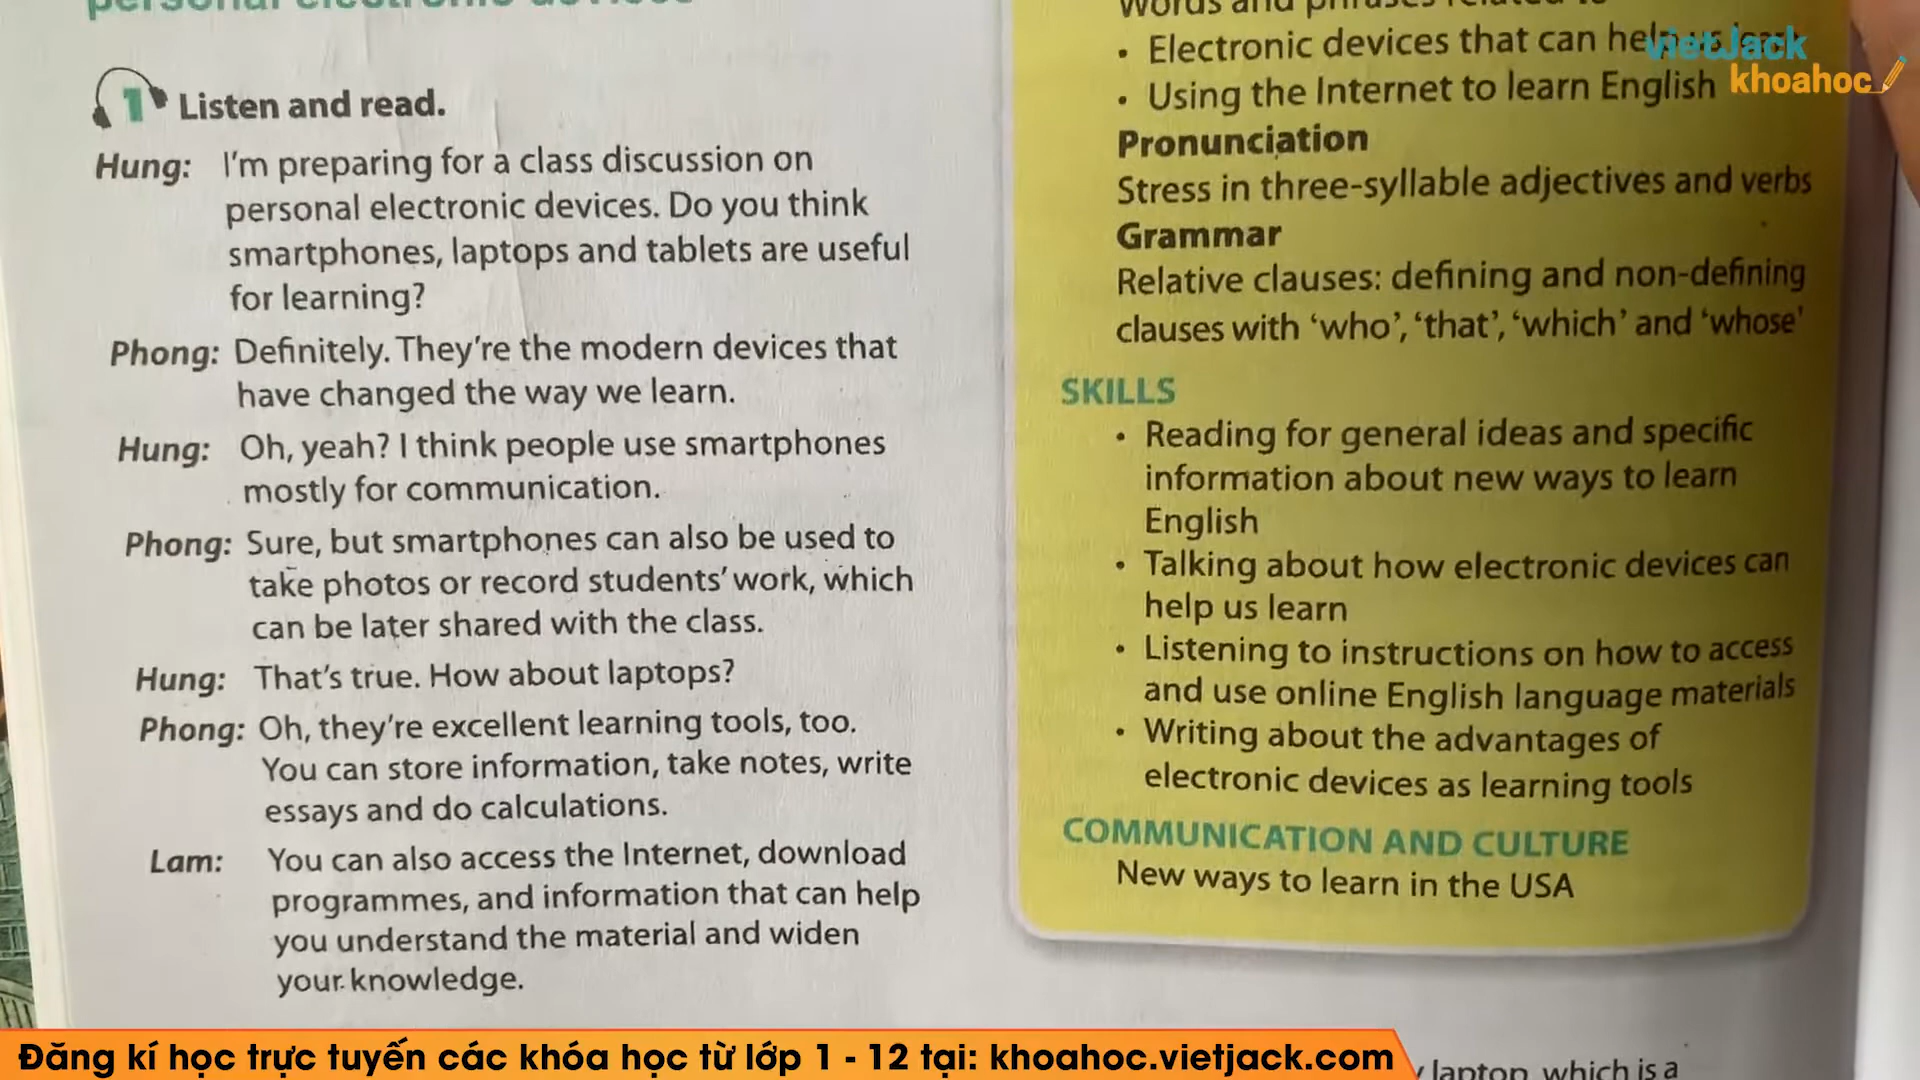 personal electronic devices
1 Listen and read.
Hung: I'm preparing for a class discussion on
personal electronic devices. Do you think
smartphones, laptops and tablets are useful
for learning?
Phong: Definitely. They're the modern devices that
have changed the way we learn.
Hung: Oh, yeah? I think people use smartphones
mostly for communication.
Phong: Sure, but smartphones can also be used to
take photos or record students' work, which
can be later shared with the class.
Hung: That's true. How about laptops?
Phong: Oh, they're excellent learning tools, too.
You can store information, take notes, write
essays and do calculations.
Lam: You can also access the Internet, download
programmes, and information that can help
you understand the material and widen
your knowledge.
Words and phrases related to
• Electronic devices that can help us learn
• Using the Internet to learn English
Pronunciation
Stress in three-syllable adjectives and verbs
Grammar
Relative clauses: defining and non-defining
clauses with 'who', 'that', 'which' and 'whose'
SKILLS
• Reading for general ideas and specific
information about new ways to learn
English
• Talking about how electronic devices can
help us learn
• Listening to instructions on how to access
and use online English language materials
• Writing about the advantages of
electronic devices as learning tools
COMMUNICATION AND CULTURE
New ways to learn in the USA
laptop, which is a
vietJack
khoahoc
Đăng kí học trực tuyến các khóa học từ lớp 1 - 12 tại: khoahoc.vietjack.com